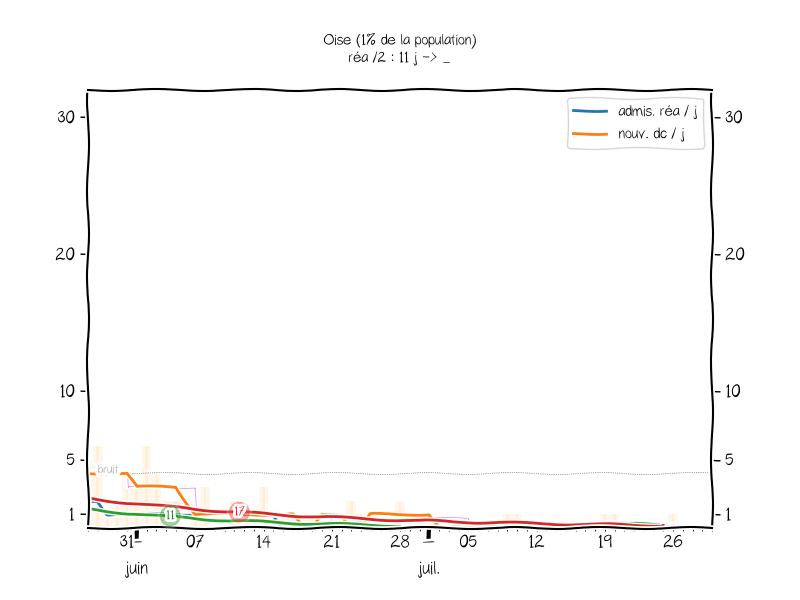 Oise (1% de la population)
réa /2 : 11 j -> _
admis. réa / j
nouv. dc / j
30 30
20 20
10 10
5 5
bruit
1 1
11 17
31 07 14 21 28 05 12 19 26
juin juil.